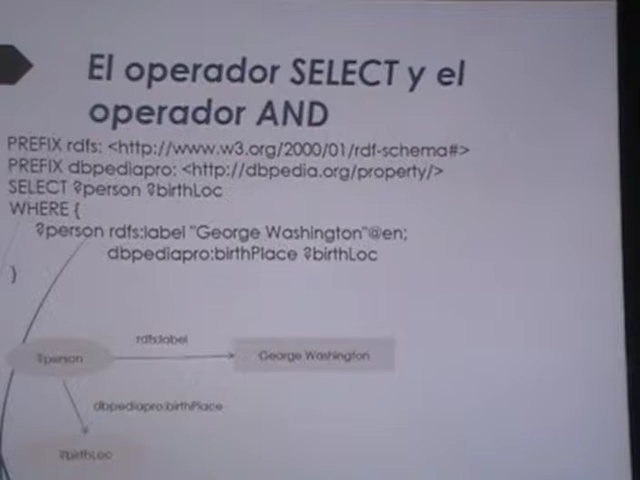 El operador SELECT y el
operador AND
PREFIX rdfs: <http://www.w3.org/2000/01/rdf-schema#>
PREFIX dbpediapro: <http://dbpedia.org/property/>
SELECT ?person ?birthLoc
WHERE {
?person rdfs:label "George Washington"@en;
dbpediapro:birthPlace ?birthLoc
}
rdfs:label
?person
George Washington
dbpediapro:birthPlace
?birthLoc